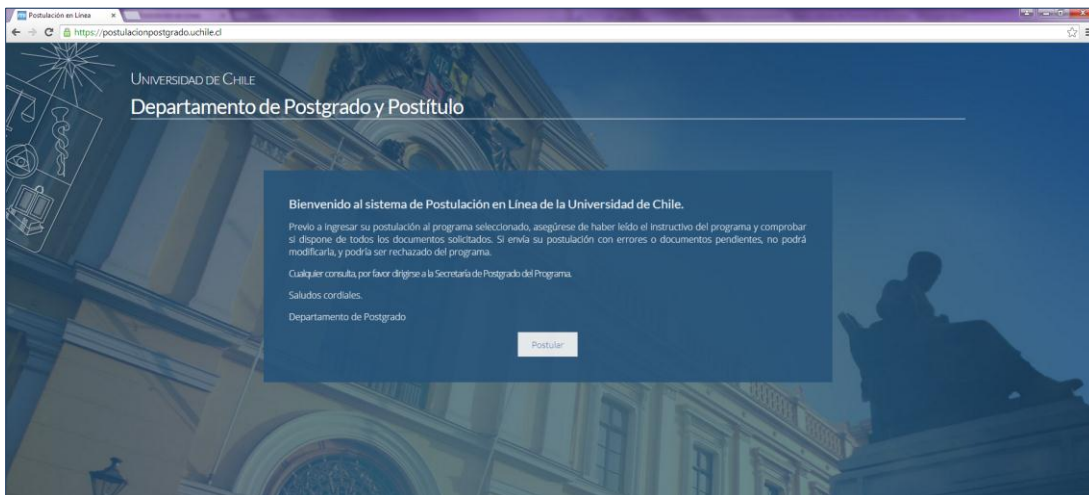 Postulación en Línea
https://postulacionpostgrado.uchile.cl
UNIVERSIDAD DE CHILE
Departamento de Postgrado y Postítulo
Bienvenido al sistema de Postulación en Línea de la Universidad de Chile.
Previo a ingresar su postulación al programa seleccionado, asegúrese de haber leído el Instructivo del programa y comprobar
si dispone de todos los documentos solicitados. Si envía su postulación con errores o documentos pendientes, no podrá
modificarla, y podría ser rechazado del programa.
Cualquier consulta, por favor dirigirse a la Secretaría de Postgrado del Programa.
Saludos cordiales.
Departamento de Postgrado
Postular